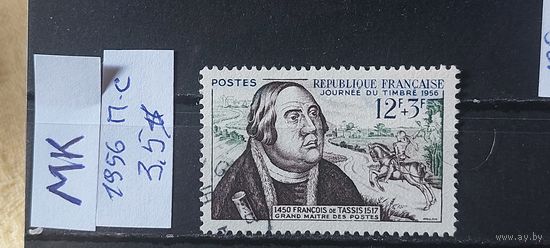 МК
1956 П-С
3,5$
POSTES
REPUBLIQUE FRANÇAISE
JOURNÉE DU TIMBRE 1956
12F+3F
1450 FRANÇOIS DE TASSIS 1517
GRAND MAITRE DES POSTES
www.ay.by